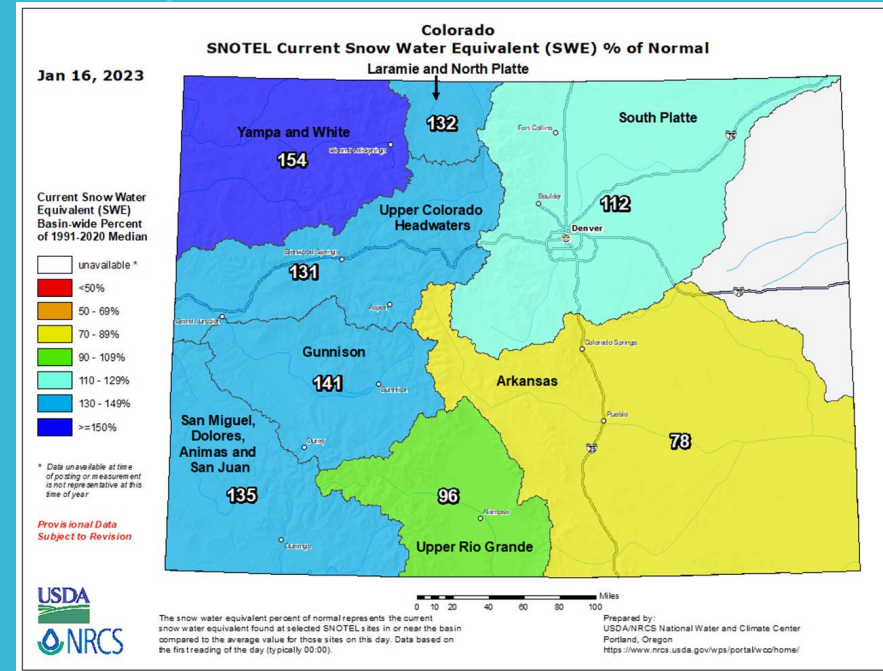 Colorado
SNOTEL Current Snow Water Equivalent (SWE) % of Normal
Jan 16, 2023
Laramie and North Platte
132
Yampa and White
154
South Platte
Fort Collins
Boulder
112
Denver
Upper Colorado
Headwaters
Glenwood Springs
131
Aspen
Grand Junction
Colorado Springs
Gunnison
141
Gunnison
Arkansas
Pueblo
78
San Miguel,
Dolores,
Animas and
San Juan
135
Durango
96
Alamosa
Upper Rio Grande
Current Snow Water
Equivalent (SWE)
Basin-wide Percent
of 1991-2020 Median
unavailable *
<50%
50 - 69%
70 - 89%
90 - 109%
110 - 129%
130 - 149%
>=150%
* Data unavailable at time
of posting or measurement
is not representative at this
time of year
Provisional Data
Subject to Revision
USDA
NRCS
Miles
0 10 20 40 60 80 100
The snow water equivalent percent of normal represents the current
snow water equivalent found at selected SNOTEL sites in or near the basin
compared to the average value for those sites on this day. Data based on
the first reading of the day (typically 00:00).
Prepared by:
USDA/NRCS National Water and Climate Center
Portland, Oregon
https://www.nrcs.usda.gov/wps/portal/wcc/home/